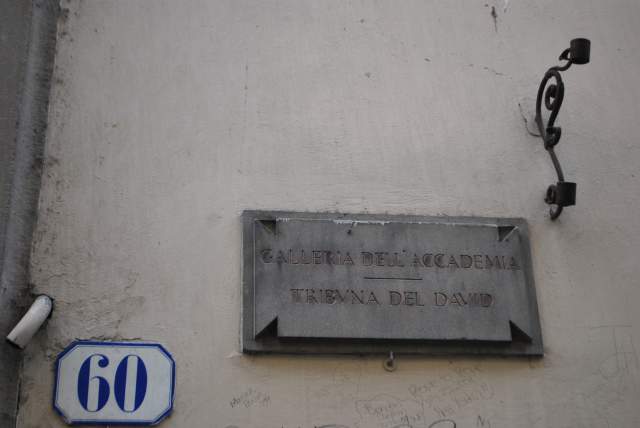 GALLERIA DELL' ACCADEMIA
TRIBVNA DEL DAVID
60